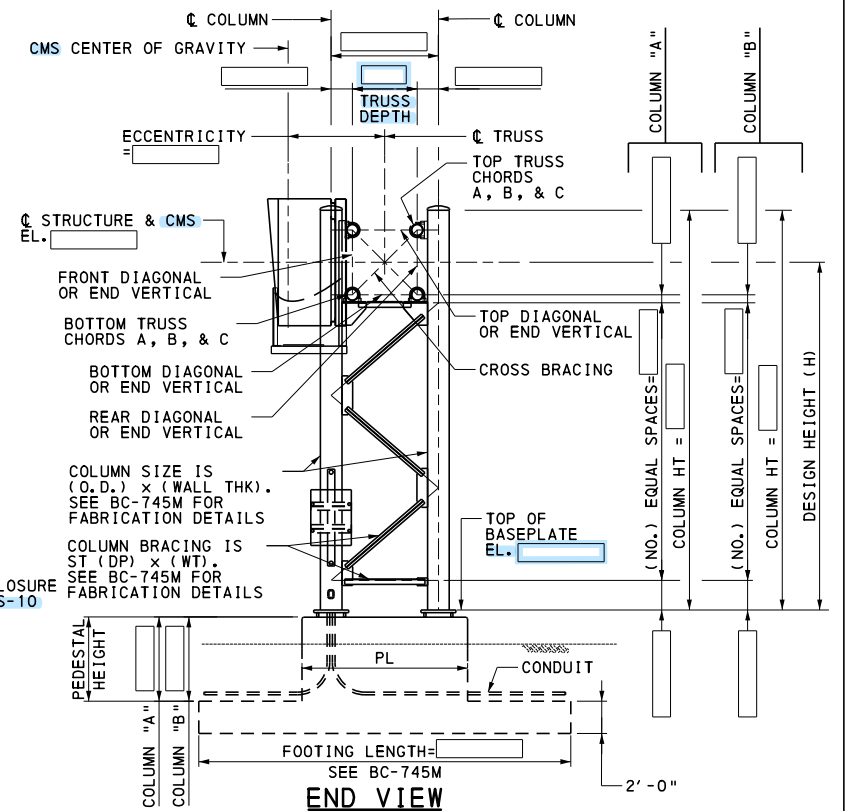 ℄ COLUMN
℄ COLUMN
CMS CENTER OF GRAVITY
TRUSS
DEPTH
ECCENTRICITY
=
℄ TRUSS
TOP TRUSS
CHORDS
A, B, & C
℄ STRUCTURE & CMS
EL.
FRONT DIAGONAL
OR END VERTICAL
BOTTOM TRUSS
CHORDS A, B, & C
TOP DIAGONAL
OR END VERTICAL
BOTTOM DIAGONAL
OR END VERTICAL
CROSS BRACING
REAR DIAGONAL
OR END VERTICAL
COLUMN SIZE IS
(O.D.) x (WALL THK).
SEE BC-745M FOR
FABRICATION DETAILS
COLUMN BRACING IS
ST (DP) x (WT).
SEE BC-745M FOR
FABRICATION DETAILS
LOSURE
S-10
TOP OF
BASEPLATE
EL.
COLUMN "A"
COLUMN "B"
(NO.) EQUAL SPACES=
COLUMN HT =
(NO.) EQUAL SPACES=
COLUMN HT =
DESIGN HEIGHT (H)
PEDESTAL
HEIGHT
PL
CONDUIT
COLUMN "A"
COLUMN "B"
FOOTING LENGTH=
SEE BC-745M
2'-0"
END VIEW